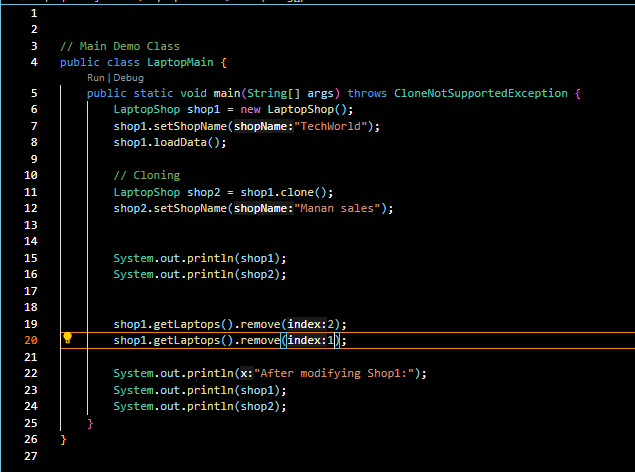 1
2
3 // Main Demo Class
4 public class LaptopMain {
Run | Debug
5 public static void main(String[] args) throws CloneNotSupportedException {
6 LaptopShop shop1 = new LaptopShop();
7 shop1.setShopName(shopName:"TechWorld");
8 shop1.loadData();
9
10 // Cloning
11 LaptopShop shop2 = shop1.clone();
12 shop2.setShopName(shopName:"Manan sales");
13
14
15 System.out.println(shop1);
16 System.out.println(shop2);
17
18
19 shop1.getLaptops().remove(index:2);
20 shop1.getLaptops().remove(index:1);
21
22 System.out.println(x:"After modifying Shop1:");
23 System.out.println(shop1);
24 System.out.println(shop2);
25 }
26 }
27